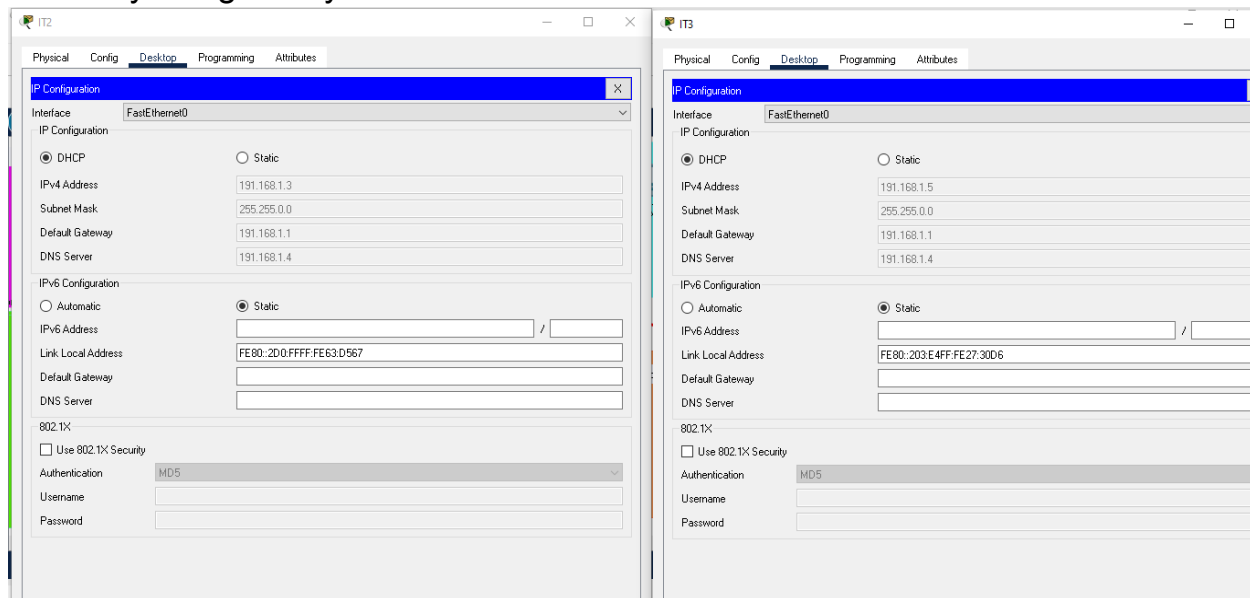 IT2
Physical Config Desktop Programming Attributes
IP Configuration X
Interface FastEthernet0
IP Configuration
DHCP Static
IPv4 Address 191.168.1.3
Subnet Mask 255.255.0.0
Default Gateway 191.168.1.1
DNS Server 191.168.1.4
IPv6 Configuration
Automatic Static
IPv6 Address /
Link Local Address FE80::2D0:FFFF:FE63:D567
Default Gateway
DNS Server
802.1X
Use 802.1X Security
Authentication MD5
Username
Password
IT3
Physical Config Desktop Programming Attributes
IP Configuration
Interface FastEthernet0
IP Configuration
DHCP Static
IPv4 Address 191.168.1.5
Subnet Mask 255.255.0.0
Default Gateway 191.168.1.1
DNS Server 191.168.1.4
IPv6 Configuration
Automatic Static
IPv6 Address /
Link Local Address FE80::203:E4FF:FE27:30D6
Default Gateway
DNS Server
802.1X
Use 802.1X Security
Authentication MD5
Username
Password